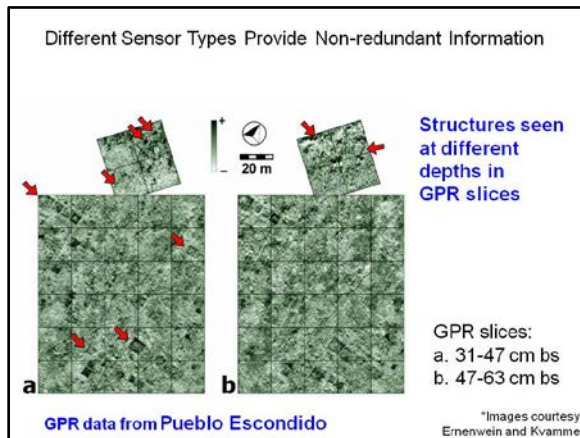 Different Sensor Types Provide Non-redundant Information
+
–
20 m
Structures seen
at different
depths in
GPR slices
a
b
GPR slices:
a. 31-47 cm bs
b. 47-63 cm bs
GPR data from Pueblo Escondido
*Images courtesy
Ernenwein and Kvamme